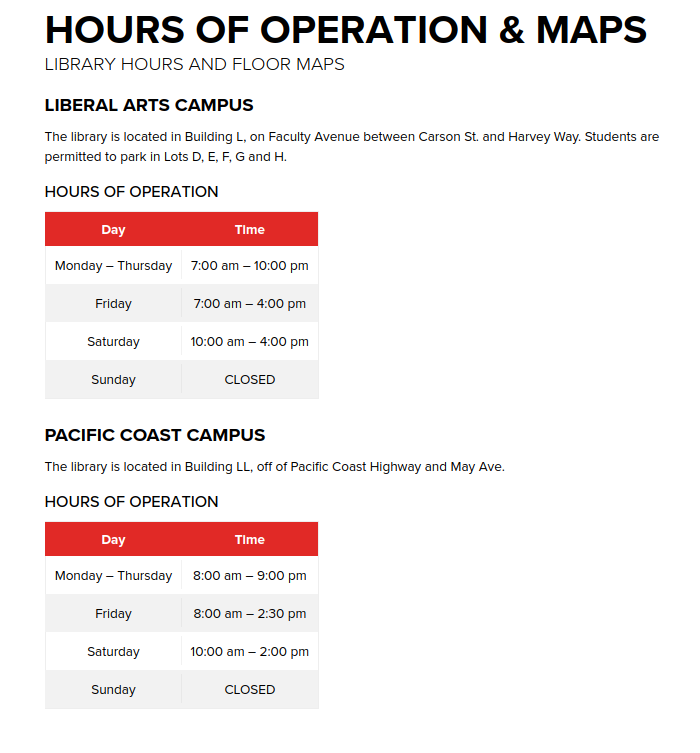 HOURS OF OPERATION & MAPS
LIBRARY HOURS AND FLOOR MAPS
LIBERAL ARTS CAMPUS
The library is located in Building L, on Faculty Avenue between Carson St. and Harvey Way. Students are
permitted to park in Lots D, E, F, G and H.
HOURS OF OPERATION
Day Time
Monday – Thursday 7:00 am – 10:00 pm
Friday 7:00 am – 4:00 pm
Saturday 10:00 am – 4:00 pm
Sunday CLOSED
PACIFIC COAST CAMPUS
The library is located in Building LL, off of Pacific Coast Highway and May Ave.
HOURS OF OPERATION
Day Time
Monday – Thursday 8:00 am – 9:00 pm
Friday 8:00 am – 2:30 pm
Saturday 10:00 am – 2:00 pm
Sunday CLOSED